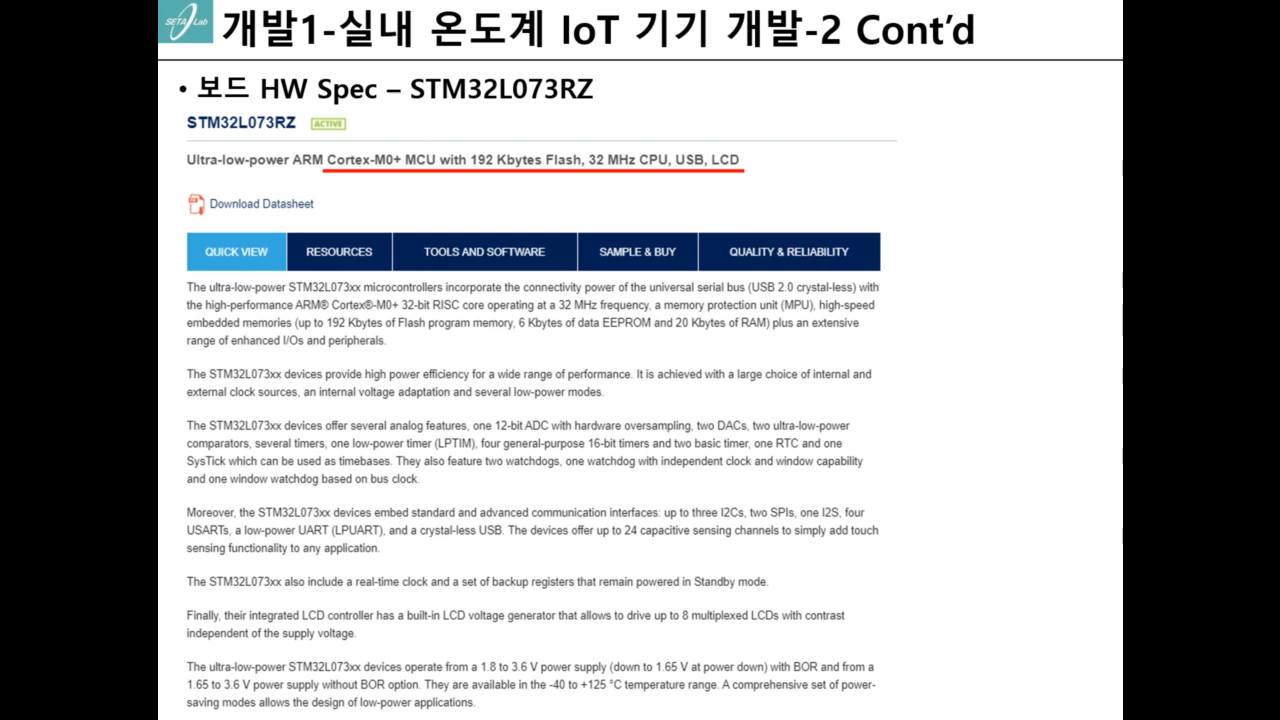 SETA Lab
개발1-실내 온도계 IoT 기기 개발-2 Cont'd
• 보드 HW Spec – STM32L073RZ
STM32L073RZ ACTIVE
Ultra-low-power ARM Cortex-M0+ MCU with 192 Kbytes Flash, 32 MHz CPU, USB, LCD
Download Datasheet
QUICK VIEW RESOURCES TOOLS AND SOFTWARE SAMPLE & BUY QUALITY & RELIABILITY
The ultra-low-power STM32L073xx microcontrollers incorporate the connectivity power of the universal serial bus (USB 2.0 crystal-less) with
the high-performance ARM® Cortex®-M0+ 32-bit RISC core operating at a 32 MHz frequency, a memory protection unit (MPU), high-speed
embedded memories (up to 192 Kbytes of Flash program memory, 6 Kbytes of data EEPROM and 20 Kbytes of RAM) plus an extensive
range of enhanced I/Os and peripherals.
The STM32L073xx devices provide high power efficiency for a wide range of performance. It is achieved with a large choice of internal and
external clock sources, an internal voltage adaptation and several low-power modes.
The STM32L073xx devices offer several analog features, one 12-bit ADC with hardware oversampling, two DACs, two ultra-low-power
comparators, several timers, one low-power timer (LPTIM), four general-purpose 16-bit timers and two basic timer, one RTC and one
SysTick which can be used as timebases. They also feature two watchdogs, one watchdog with independent clock and window capability
and one window watchdog based on bus clock.
Moreover, the STM32L073xx devices embed standard and advanced communication interfaces: up to three I2Cs, two SPIs, one I2S, four
USARTs, a low-power UART (LPUART), and a crystal-less USB. The devices offer up to 24 capacitive sensing channels to simply add touch
sensing functionality to any application.
The STM32L073xx also include a real-time clock and a set of backup registers that remain powered in Standby mode.
Finally, their integrated LCD controller has a built-in LCD voltage generator that allows to drive up to 8 multiplexed LCDs with contrast
independent of the supply voltage.
The ultra-low-power STM32L073xx devices operate from a 1.8 to 3.6 V power supply (down to 1.65 V at power down) with BOR and from a
1.65 to 3.6 V power supply without BOR option. They are available in the -40 to +125 °C temperature range. A comprehensive set of power-
saving modes allows the design of low-power applications.